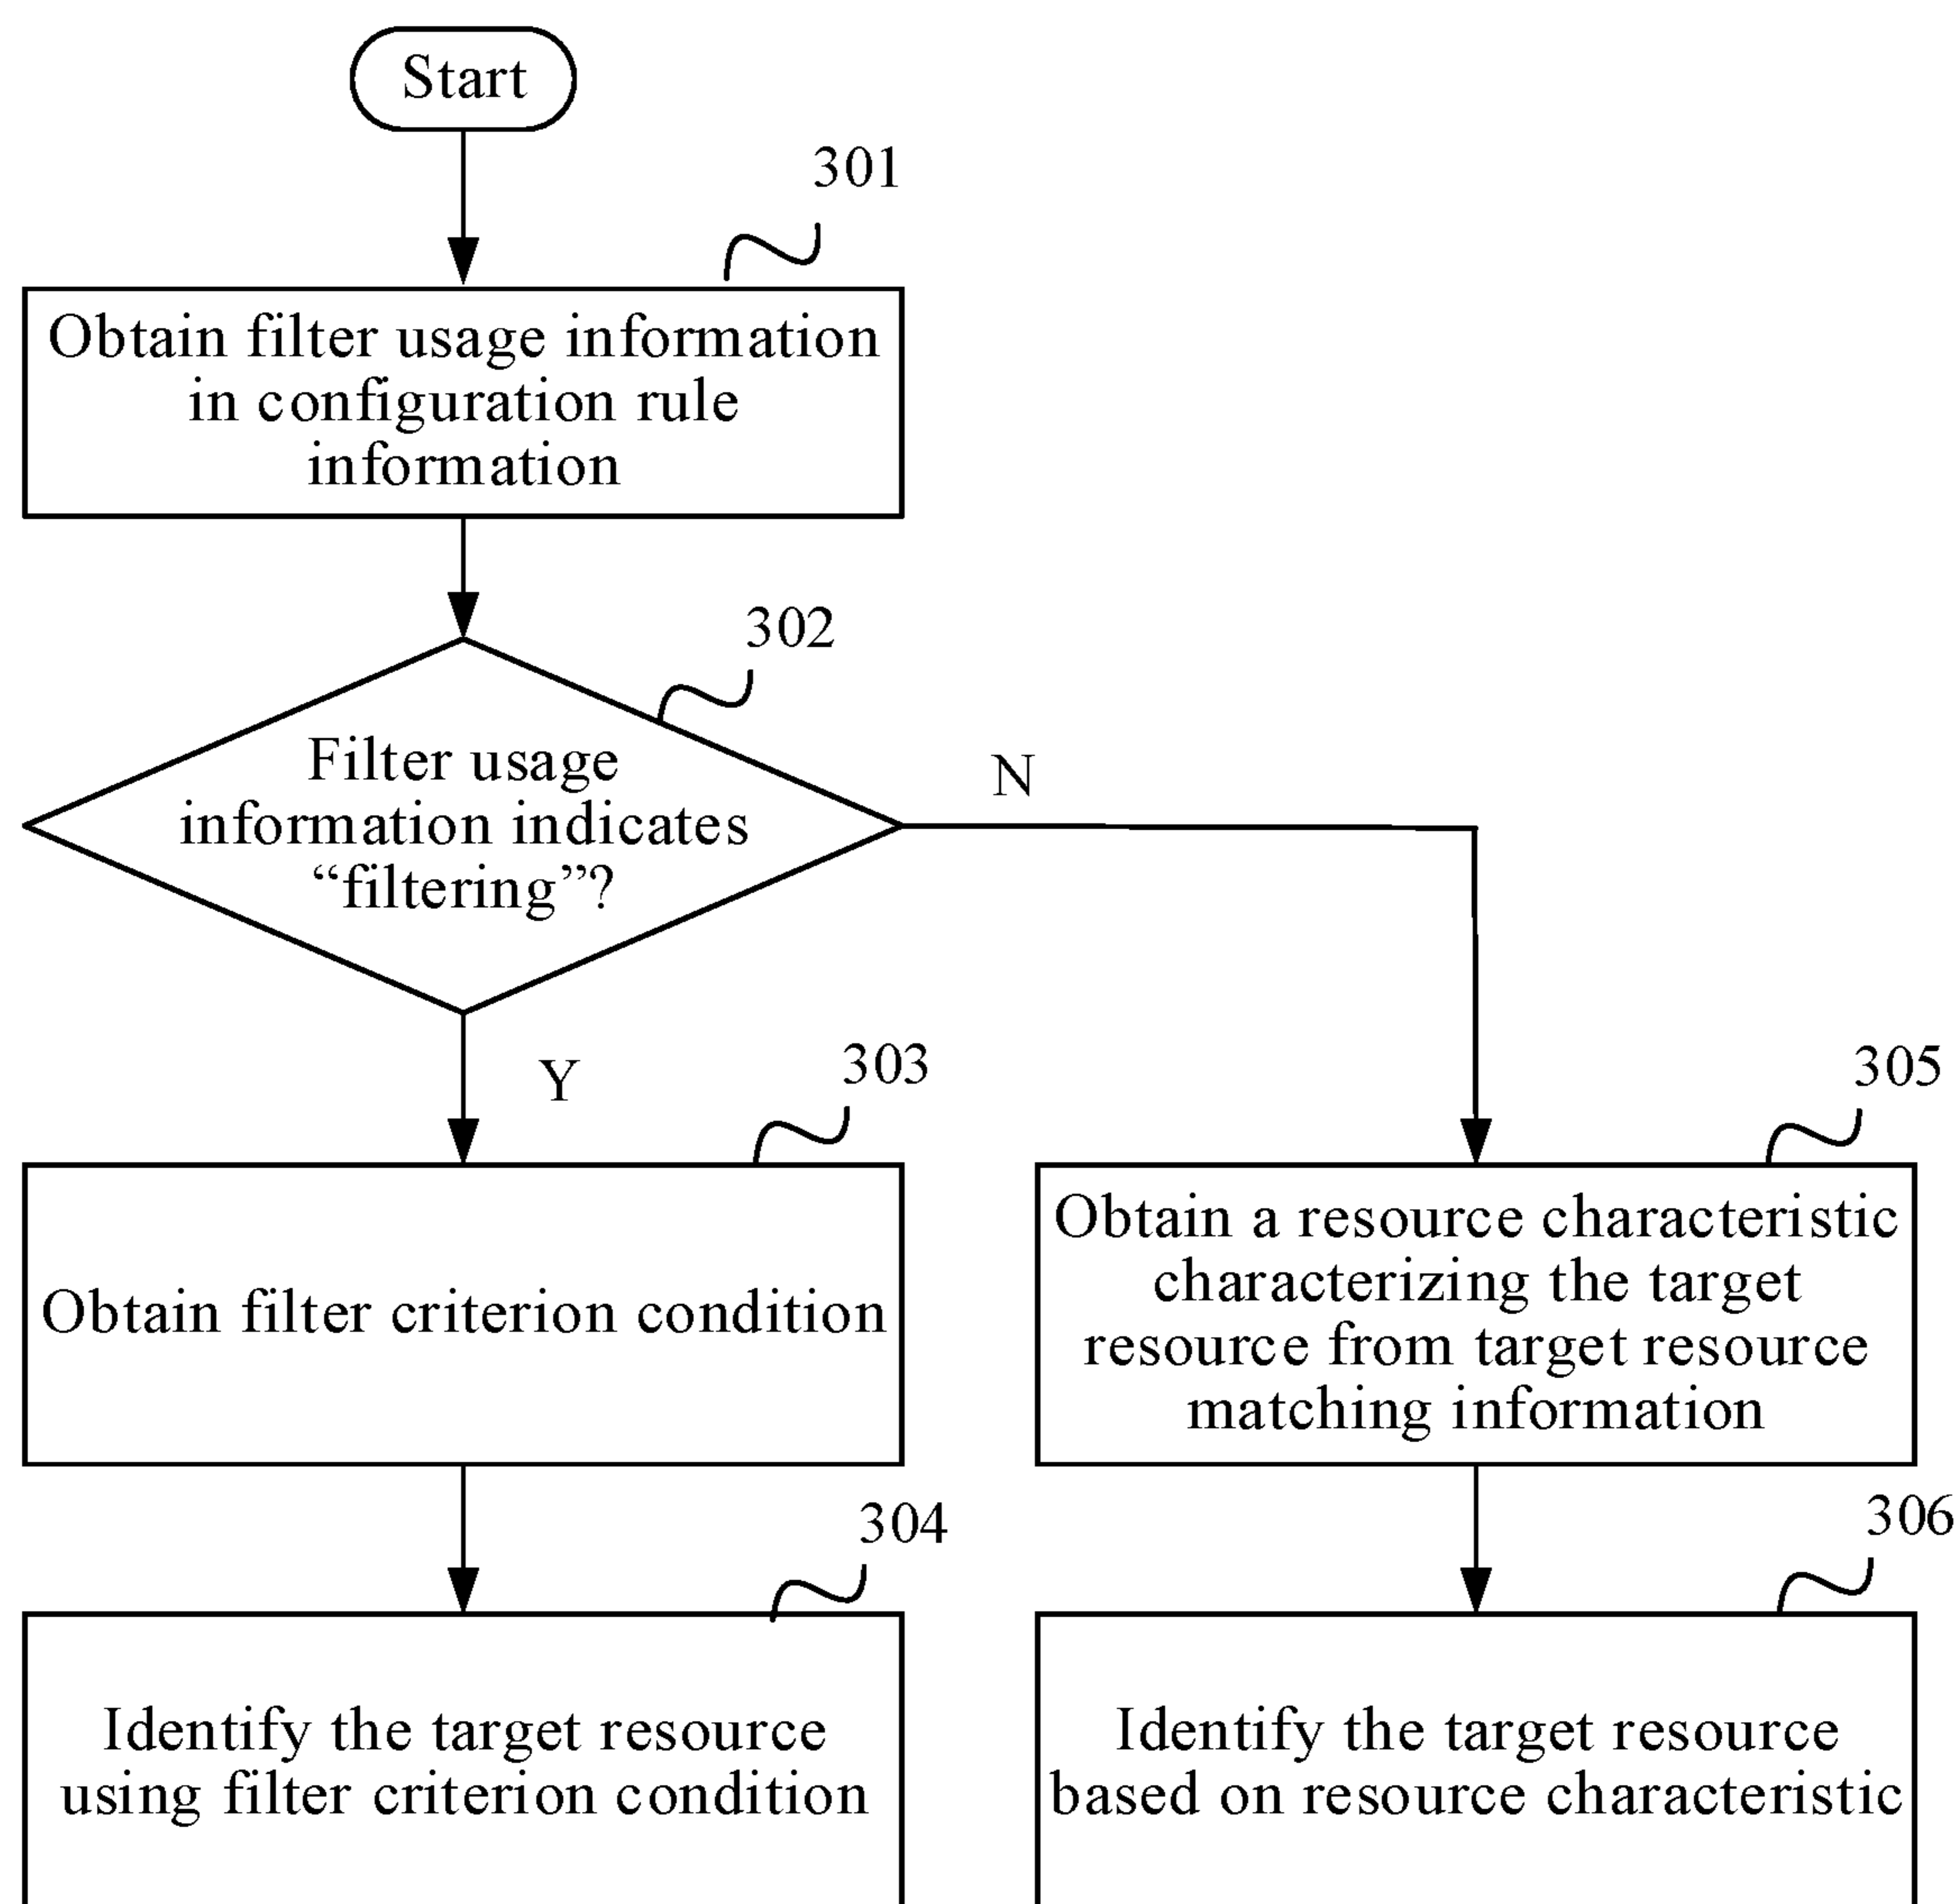 Start
301
Obtain filter usage information
in configuration rule
information
302
Filter usage
information indicates
“filtering”?
N
Y
303
Obtain filter criterion condition
305
Obtain a resource characteristic
characterizing the target
resource from target resource
matching information
304
Identify the target resource
using filter criterion condition
306
Identify the target resource
based on resource characteristic